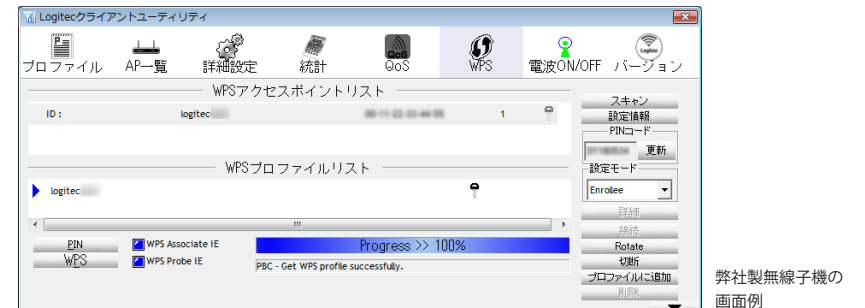 Logitecクライアントユーティリティ
プロファイル AP一覧 詳細設定 統計 QoS WPS 電波ON/OFF バージョン
WPSアクセスポイントリスト
ID : logitec 00-11-22-33-44-55 1
WPSプロファイルリスト
logitec
スキャン
設定情報
PINコード
更新
設定モード
Enrollee
詳細
接続
Rotate
切断
プロファイルに追加
削除
PIN WPS Associate IE Progress >> 100%
WPS WPS Probe IE PBC - Get WPS profile successfully.
弊社製無線子機の
画面例